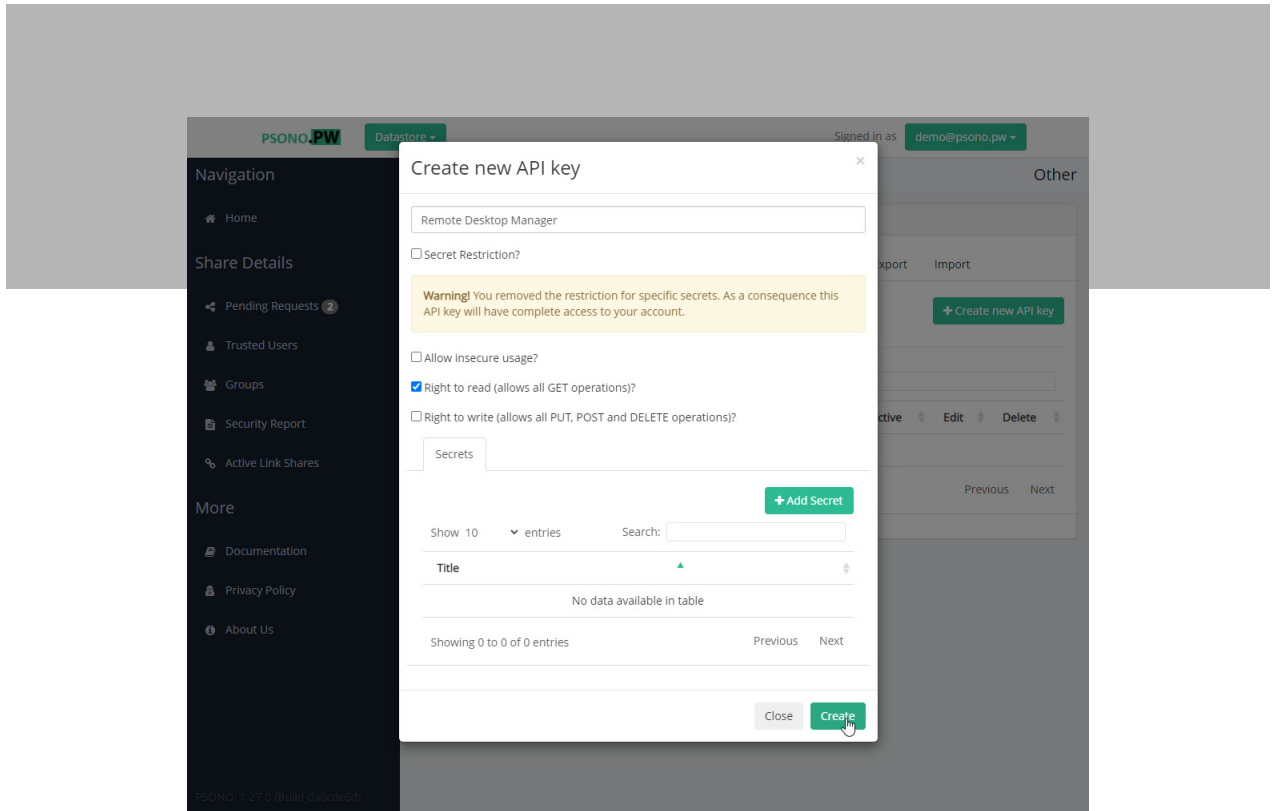 PSONO.PW
Datastore
Signed in as
demo@psono.pw
Navigation
Home
Share Details
Pending Requests 2
Trusted Users
Groups
Security Report
Active Link Shares
More
Documentation
Privacy Policy
About Us
PSONO: 1.27.0 (Build da0cdc6d)
Create new API key
×
Remote Desktop Manager
Secret Restriction?
Warning! You removed the restriction for specific secrets. As a consequence this
API key will have complete access to your account.
Allow insecure usage?
Right to read (allows all GET operations)?
Right to write (allows all PUT, POST and DELETE operations)?
Secrets
+ Add Secret
Show 10 entries
Search:
Title
No data available in table
Showing 0 to 0 of 0 entries
Previous Next
Close Create
Other
xport Import
+ Create new API key
ctive Edit Delete
Previous Next